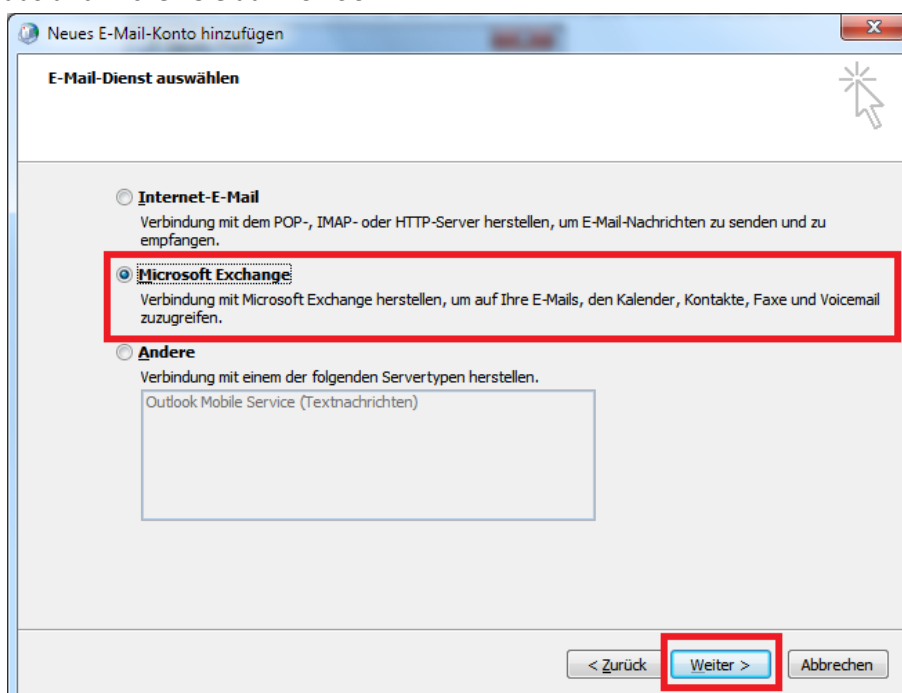 Neues E-Mail-Konto hinzufügen
E-Mail-Dienst auswählen
Internet-E-Mail
Verbindung mit dem POP-, IMAP- oder HTTP-Server herstellen, um E-Mail-Nachrichten zu senden und zu
empfangen.
Microsoft Exchange
Verbindung mit Microsoft Exchange herstellen, um auf Ihre E-Mails, den Kalender, Kontakte, Faxe und Voicemail
zuzugreifen.
Andere
Verbindung mit einem der folgenden Servertypen herstellen.
Outlook Mobile Service (Textnachrichten)
< Zurück Weiter > Abbrechen